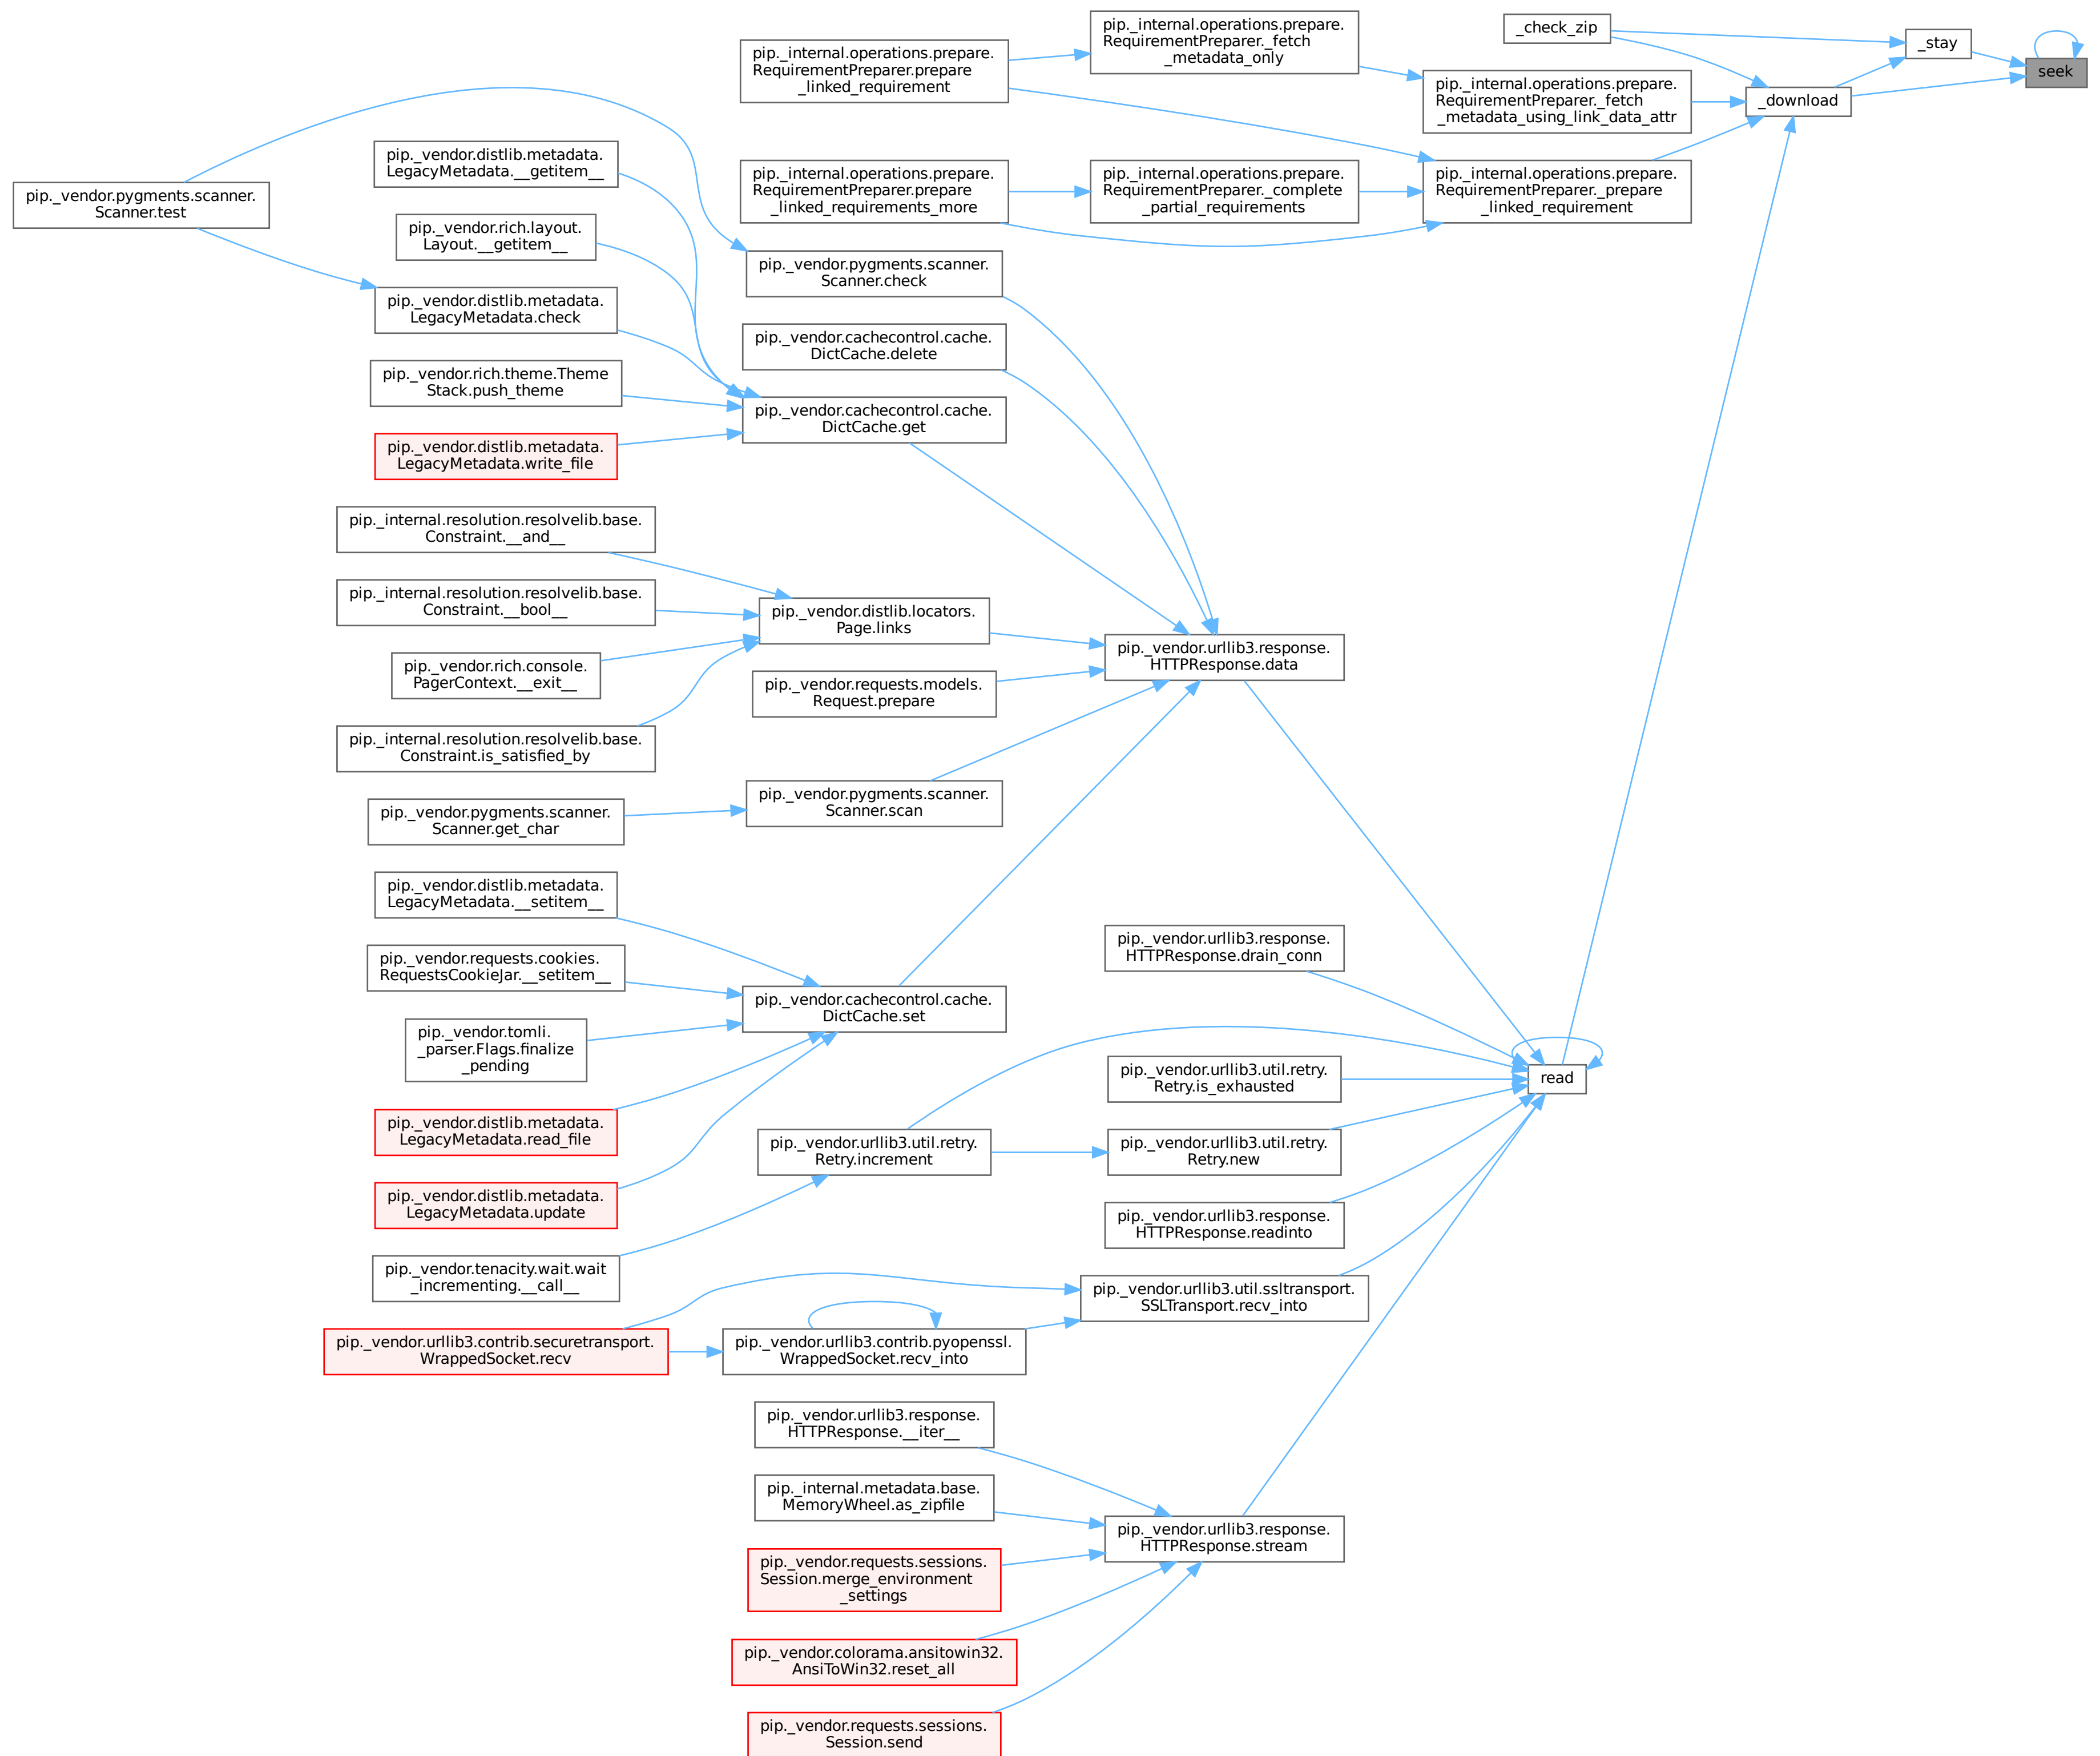 pip._internal.operations.prepare.
RequirementPreparer._fetch
_metadata_only
_check_zip
_stay
seek
pip._internal.operations.prepare.
RequirementPreparer.prepare
_linked_requirement
pip._internal.operations.prepare.
RequirementPreparer._fetch
_metadata_using_link_data_attr
_download
pip._vendor.distlib.metadata.
LegacyMetadata.__getitem__
pip._internal.operations.prepare.
RequirementPreparer.prepare
_linked_requirements_more
pip._internal.operations.prepare.
RequirementPreparer._complete
_partial_requirements
pip._internal.operations.prepare.
RequirementPreparer._prepare
_linked_requirement
pip._vendor.pygments.scanner.
Scanner.test
pip._vendor.rich.layout.
Layout.__getitem__
pip._vendor.pygments.scanner.
Scanner.check
pip._vendor.distlib.metadata.
LegacyMetadata.check
pip._vendor.cachecontrol.cache.
DictCache.delete
pip._vendor.rich.theme.Theme
Stack.push_theme
pip._vendor.cachecontrol.cache.
DictCache.get
pip._vendor.distlib.metadata.
LegacyMetadata.write_file
pip._internal.resolution.resolvelib.base.
Constraint.__and__
pip._internal.resolution.resolvelib.base.
Constraint.__bool__
pip._vendor.distlib.locators.
Page.links
pip._vendor.urllib3.response.
HTTPResponse.data
pip._vendor.rich.console.
PagerContext.__exit__
pip._vendor.requests.models.
Request.prepare
pip._internal.resolution.resolvelib.base.
Constraint.is_satisfied_by
pip._vendor.pygments.scanner.
Scanner.get_char
pip._vendor.pygments.scanner.
Scanner.scan
pip._vendor.distlib.metadata.
LegacyMetadata.__setitem__
pip._vendor.requests.cookies.
RequestsCookieJar.__setitem__
pip._vendor.urllib3.response.
HTTPResponse.drain_conn
pip._vendor.cachecontrol.cache.
DictCache.set
pip._vendor.tomli.
_parser.Flags.finalize
_pending
pip._vendor.urllib3.util.retry.
Retry.is_exhausted
read
pip._vendor.distlib.metadata.
LegacyMetadata.read_file
pip._vendor.urllib3.util.retry.
Retry.increment
pip._vendor.urllib3.util.retry.
Retry.new
pip._vendor.distlib.metadata.
LegacyMetadata.update
pip._vendor.urllib3.response.
HTTPResponse.readinto
pip._vendor.tenacity.wait.wait
_incrementing.__call__
pip._vendor.urllib3.util.ssltransport.
SSLTransport.recv_into
pip._vendor.urllib3.contrib.securetransport.
WrappedSocket.recv
pip._vendor.urllib3.contrib.pyopenssl.
WrappedSocket.recv_into
pip._vendor.urllib3.response.
HTTPResponse.__iter__
pip._internal.metadata.base.
MemoryWheel.as_zipfile
pip._vendor.urllib3.response.
HTTPResponse.stream
pip._vendor.requests.sessions.
Session.merge_environment
_settings
pip._vendor.colorama.ansitowin32.
AnsiToWin32.reset_all
pip._vendor.requests.sessions.
Session.send